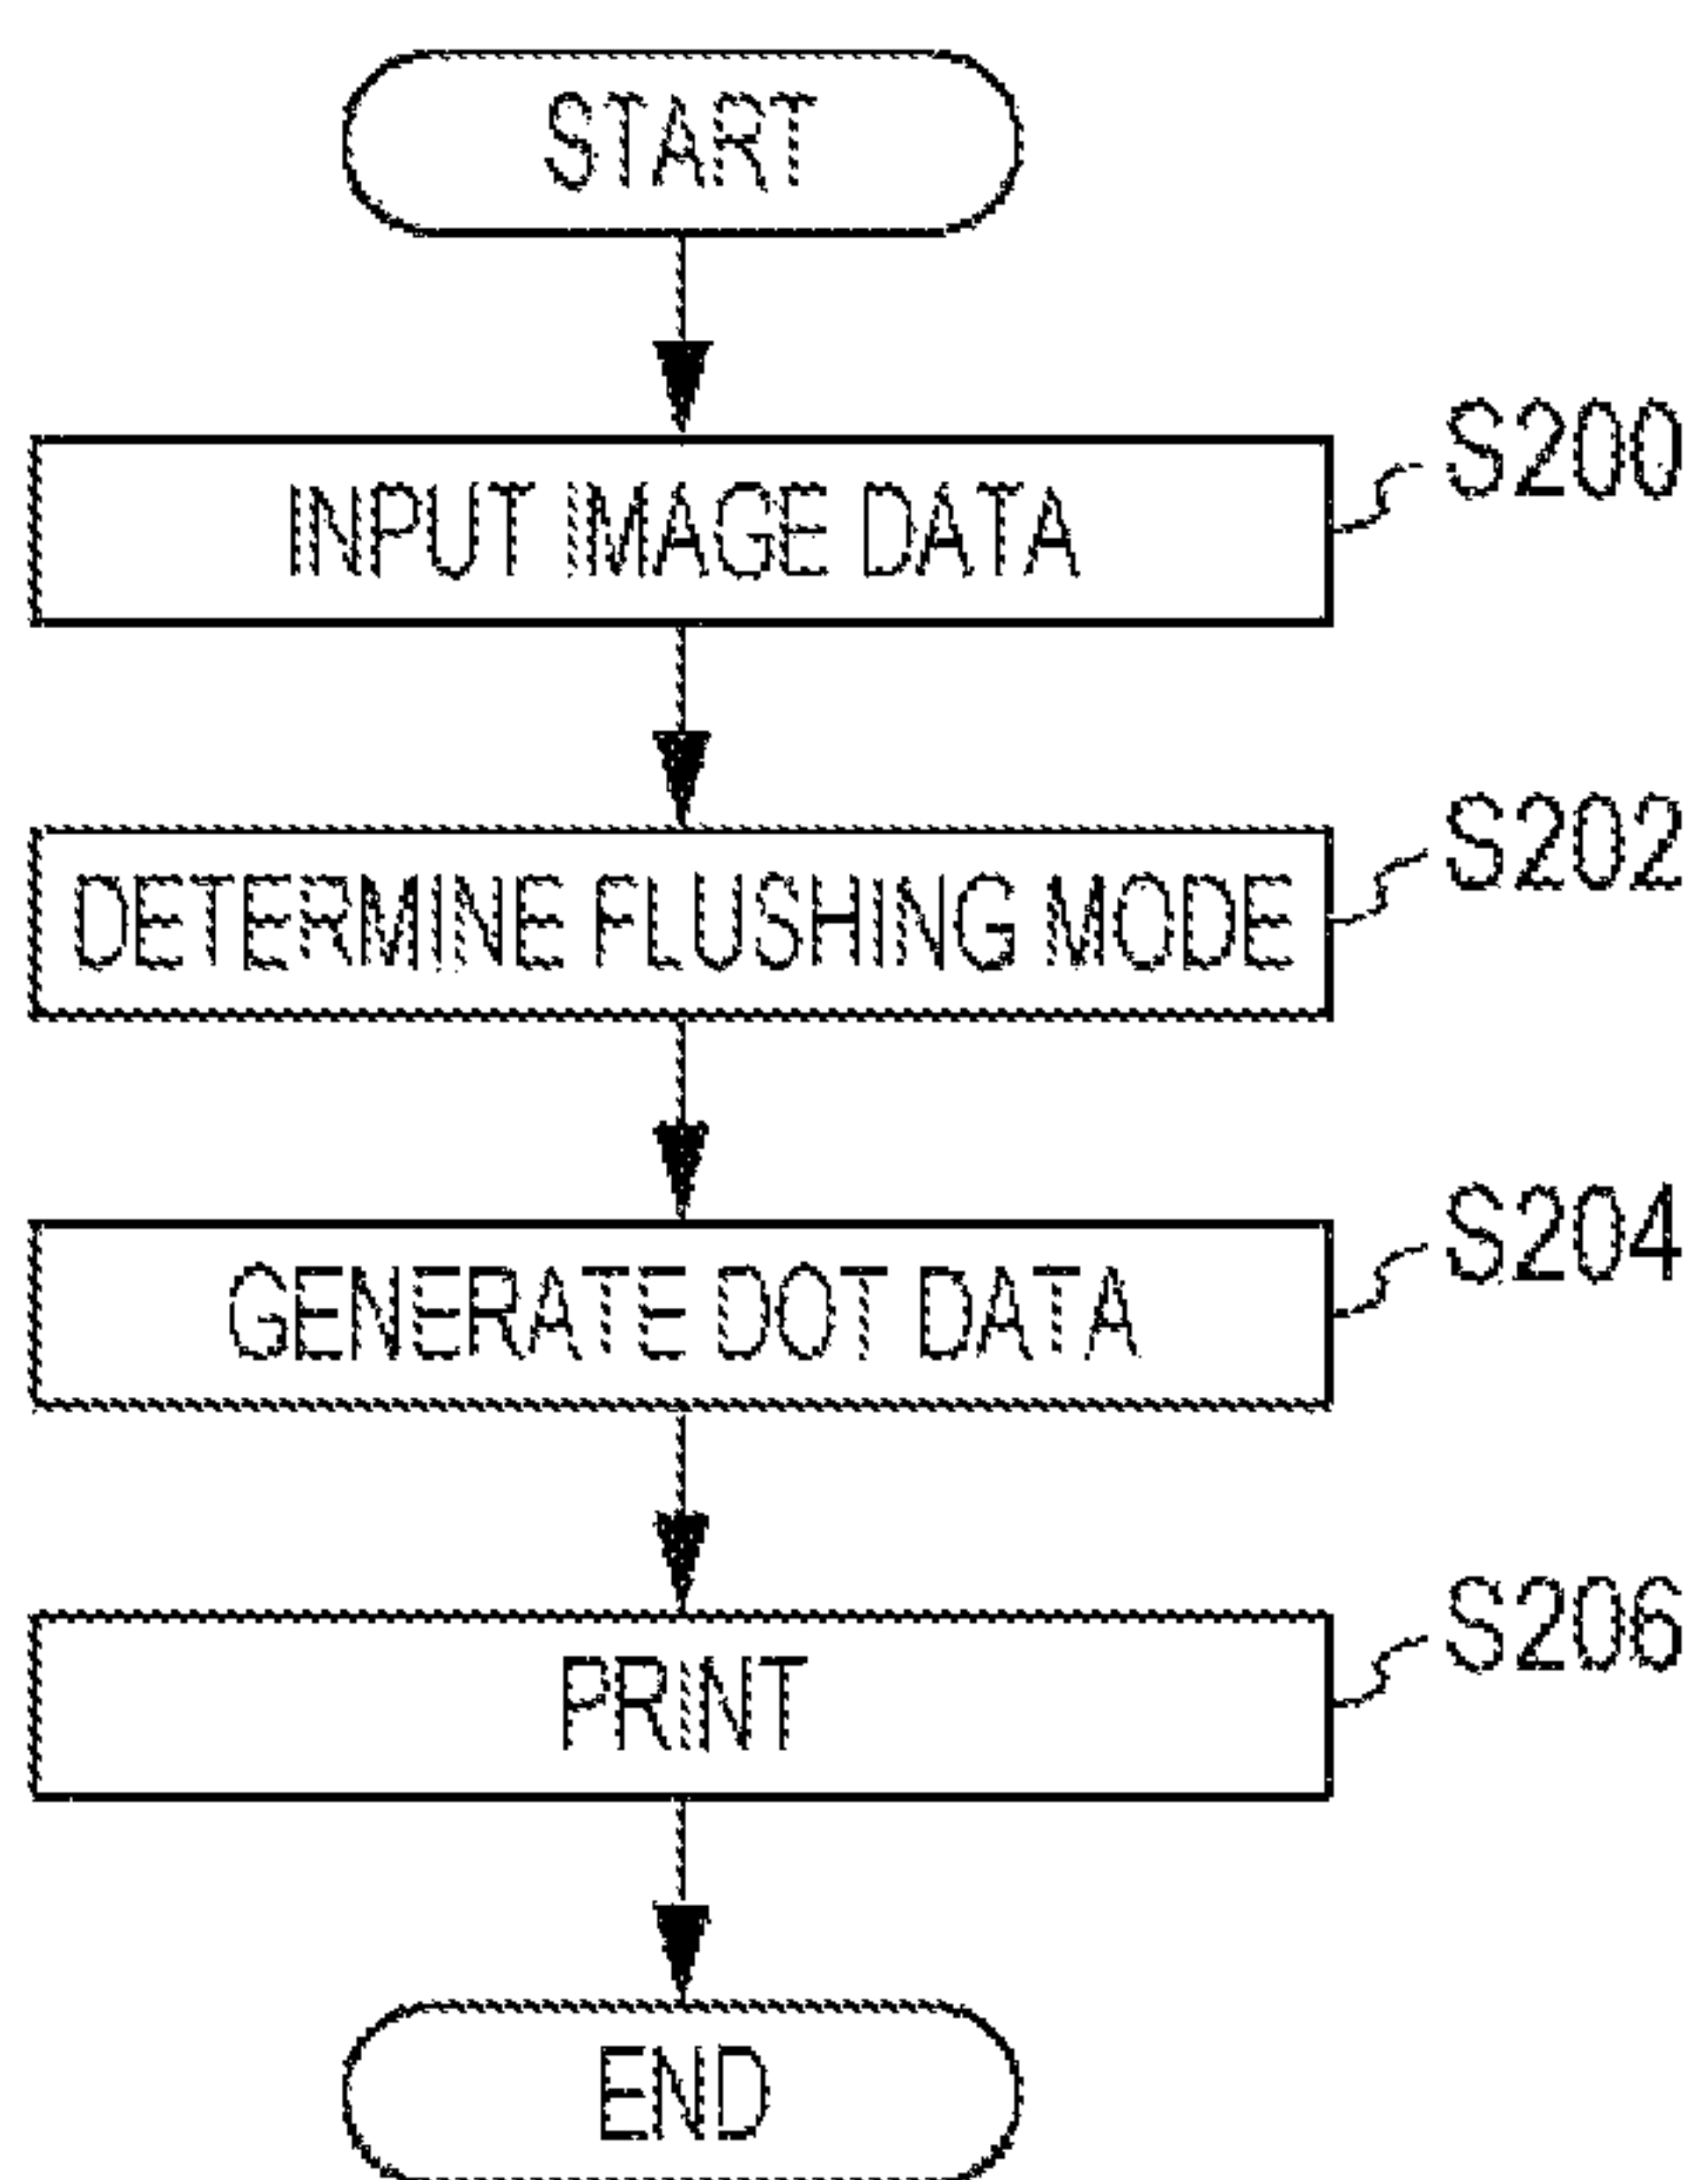 START
INPUT IMAGE DATA
S200
DETERMINE FLUSHING MODE
S202
GENERATE DOT DATA
S204
PRINT
S206
END